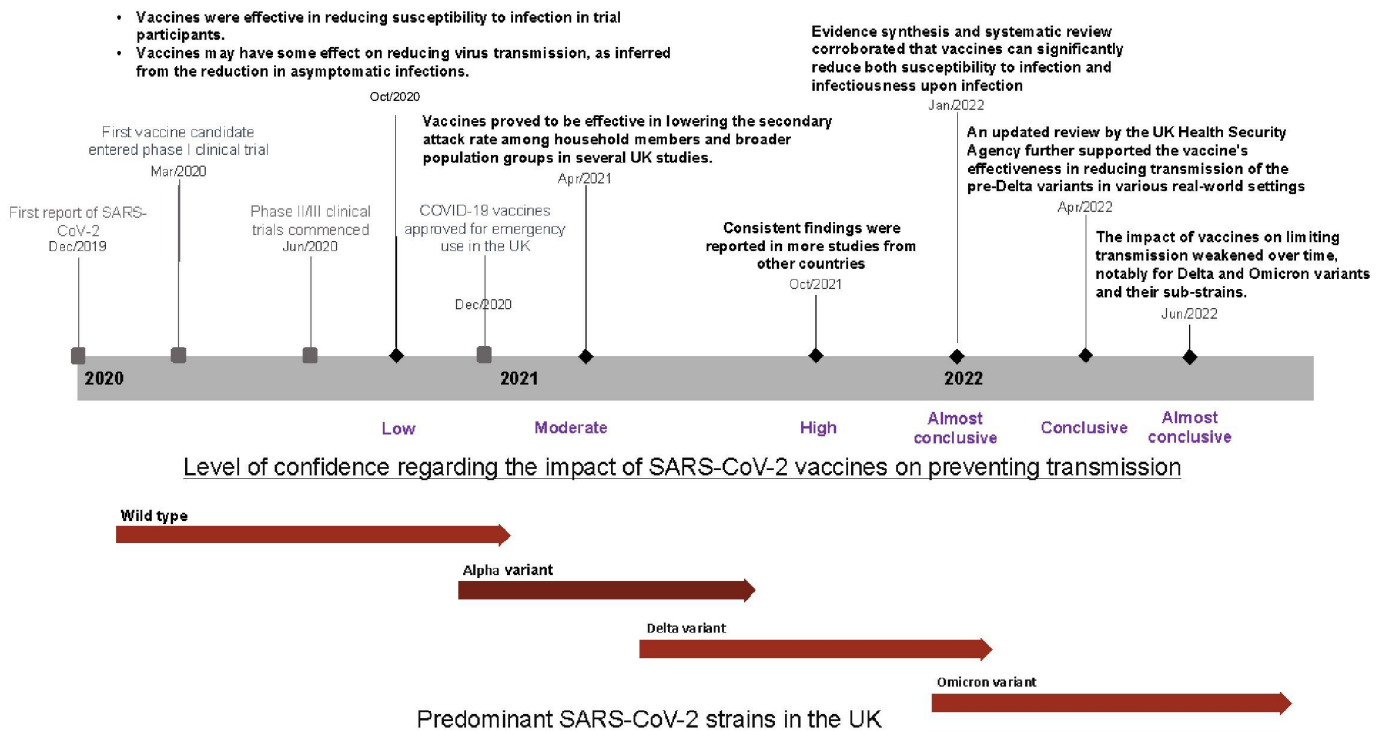 • Vaccines were effective in reducing susceptibility to infection in trial
participants.
• Vaccines may have some effect on reducing virus transmission, as inferred
from the reduction in asymptomatic infections.
Oct/2020
Evidence synthesis and systematic review
corroborated that vaccines can significantly
reduce both susceptibility to infection and
infectiousness upon infection
Jan/2022
First vaccine candidate
entered phase I clinical trial
Mar/2020
Vaccines proved to be effective in lowering the secondary
attack rate among household members and broader
population groups in several UK studies.
Apr/2021
An updated review by the UK Health Security
Agency further supported the vaccine's
effectiveness in reducing transmission of the
pre-Delta variants in various real-world settings
Apr/2022
First report of SARS-
CoV-2
Dec/2019
Phase II/III clinical
trials commenced
Jun/2020
COVID-19 vaccines
approved for emergency
use in the UK
Dec/2020
Consistent findings were
reported in more studies from
other countries
Oct/2021
The impact of vaccines on limiting
transmission weakened over time,
notably for Delta and Omicron variants
and their sub-strains.
Jun/2022
2020
2021
2022
Low
Moderate
High
Almost
conclusive
Conclusive
Almost
conclusive
Level of confidence regarding the impact of SARS-CoV-2 vaccines on preventing transmission
Wild type
Alpha variant
Delta variant
Omicron variant
Predominant SARS-CoV-2 strains in the UK